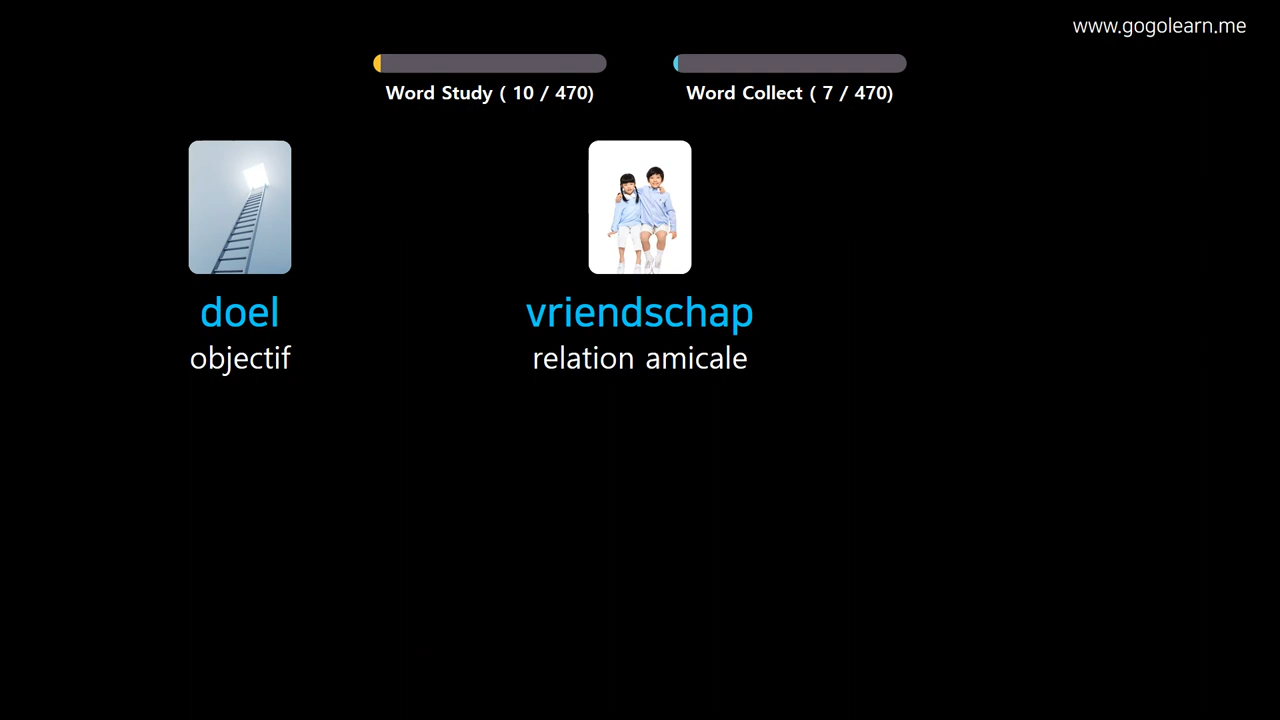 www.gogolearn.me
Word Study ( 10 / 470)
Word Collect ( 7 / 470)
doel
objectif
vriendschap
relation amicale